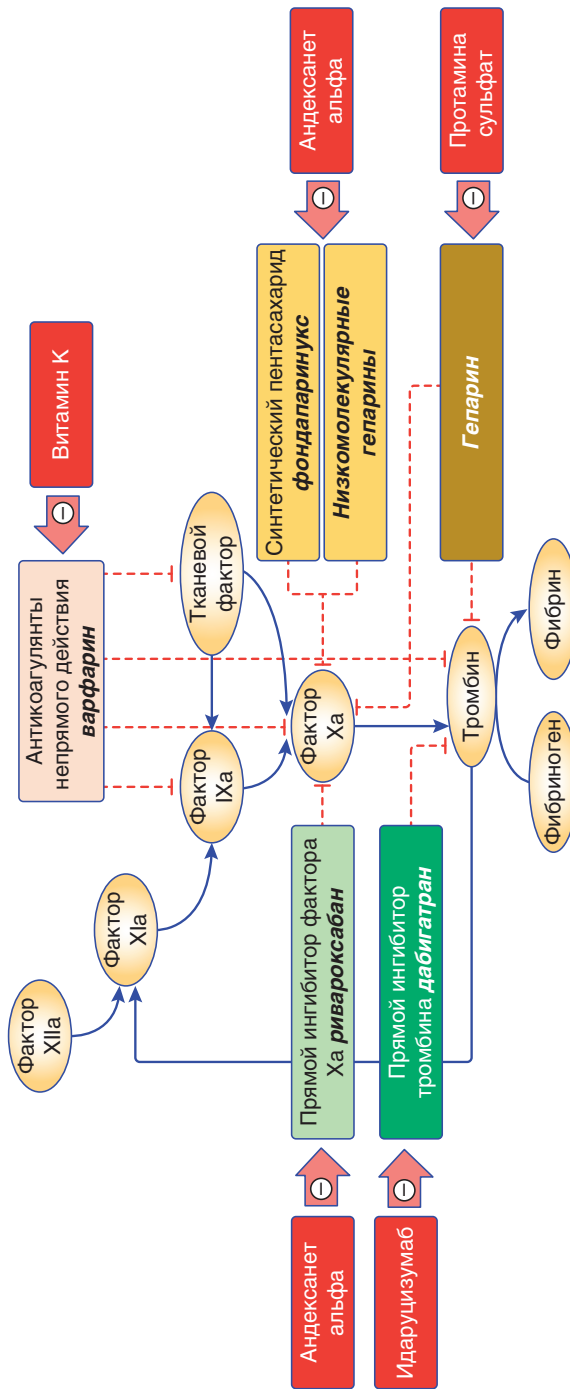 Витамин K
Антикоагулянты
непрямого действия
варфарин
Фактор
XIIa
Фактор
XIa
Фактор
IXa
Тканевой
фактор
Андексанет
альфа
Прямой ингибитор фактора
Xa ривароксабан
Фактор
Xa
Синтетический пентасахарид
фондапаринукс
Низкомолекулярные
гепарины
Андексанет
альфа
Идаруцизумаб
Прямой ингибитор
тромбина дабигатран
Тромбин
Гепарин
Протамина
сульфат
Фибриноген
Фибрин